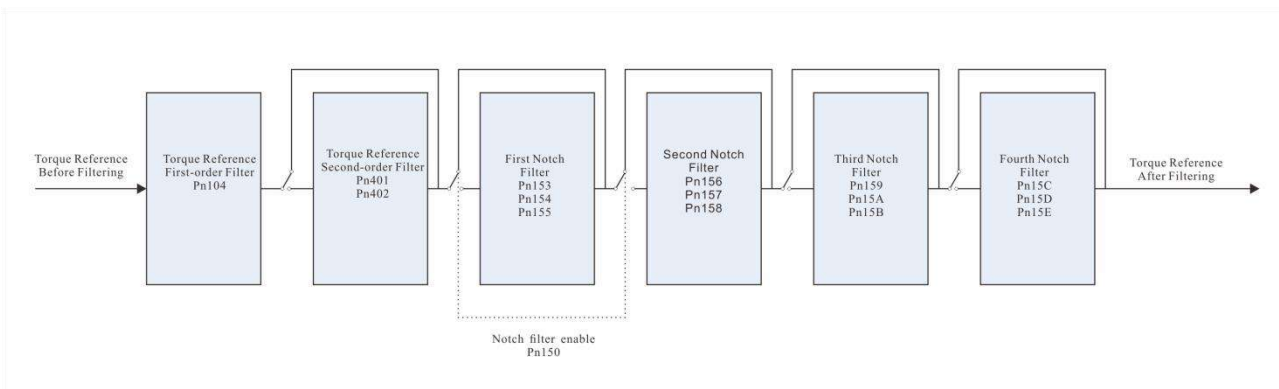 Torque Reference
Before Filtering
Torque Reference
First-order Filter
Pn104
Torque Reference
Second-order Filter
Pn401
Pn402
First Notch
Filter
Pn153
Pn154
Pn155
Second Notch
Filter
Pn156
Pn157
Pn158
Third Notch
Filter
Pn159
Pn15A
Pn15B
Fourth Notch
Filter
Pn15C
Pn15D
Pn15E
Torque Reference
After Filtering
Notch filter enable
Pn150